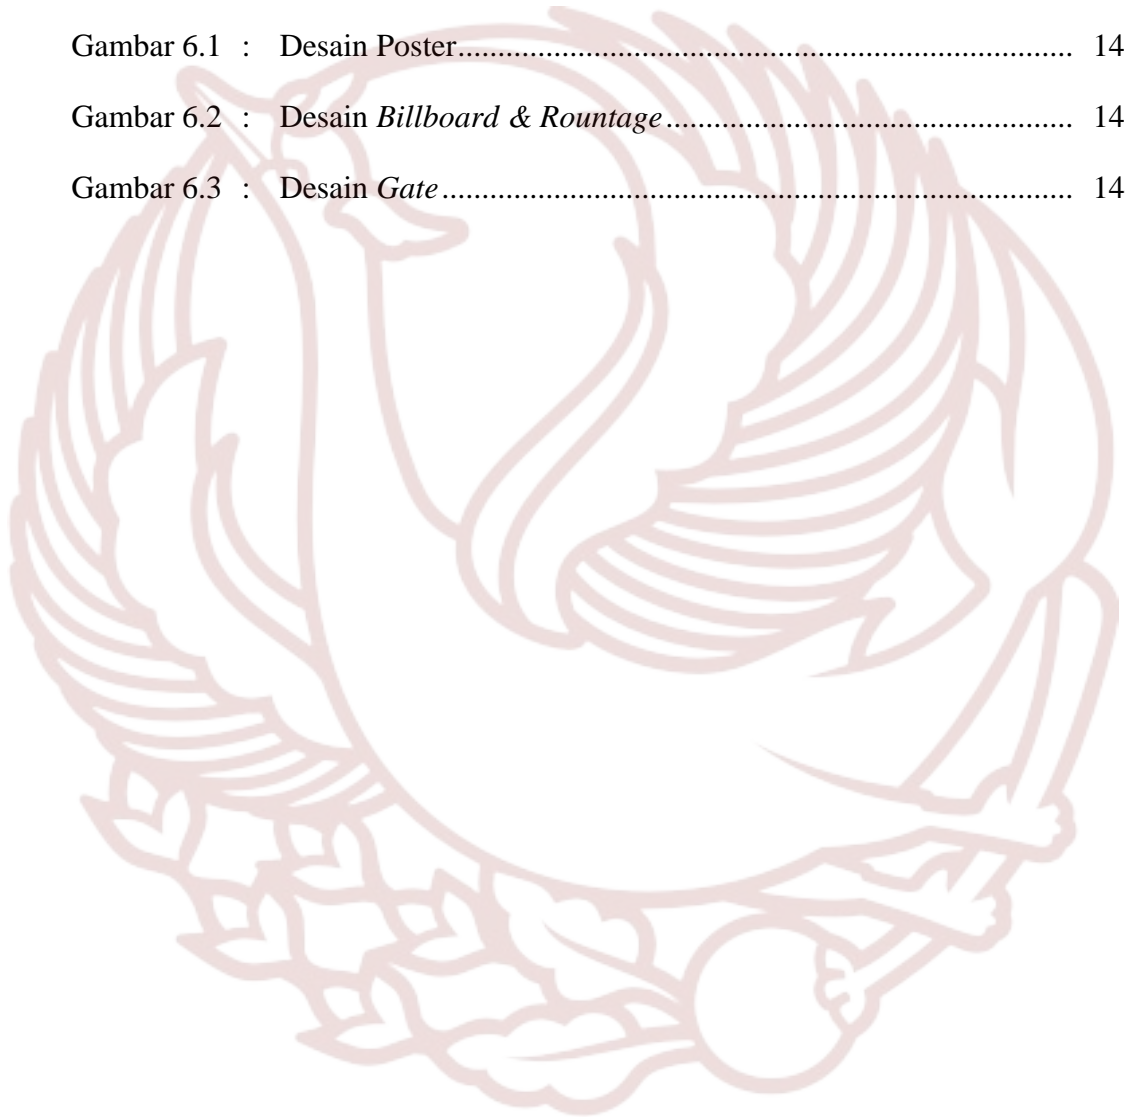 Gambar 6.1 : Desain Poster............................................................................... 14
Gambar 6.2 : Desain Billboard & Rountage.................................................... 14
Gambar 6.3 : Desain Gate................................................................................. 14